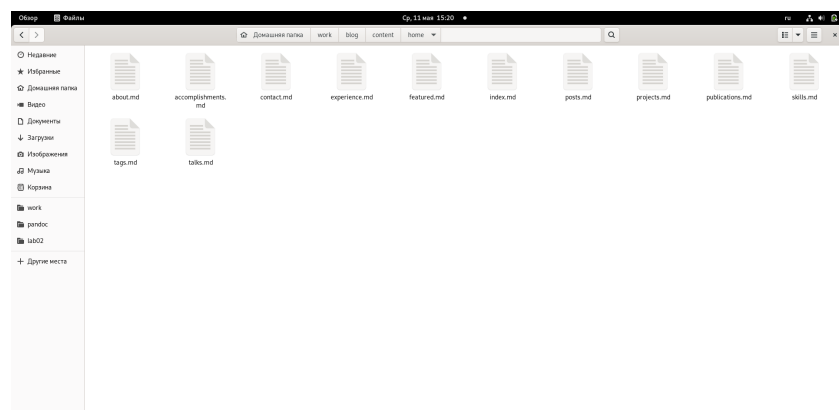 Обзор Файлы Ср, 11 мая 15:20 ru
Домашняя папка work blog content home
Недавние
Избранные
Домашняя папка
Видео
Документы
Загрузки
Изображения
Музыка
Корзина
work
pandoc
lab02
Другие места
about.md accomplishments.md contact.md experience.md featured.md index.md posts.md projects.md publications.md skills.md
tags.md talks.md